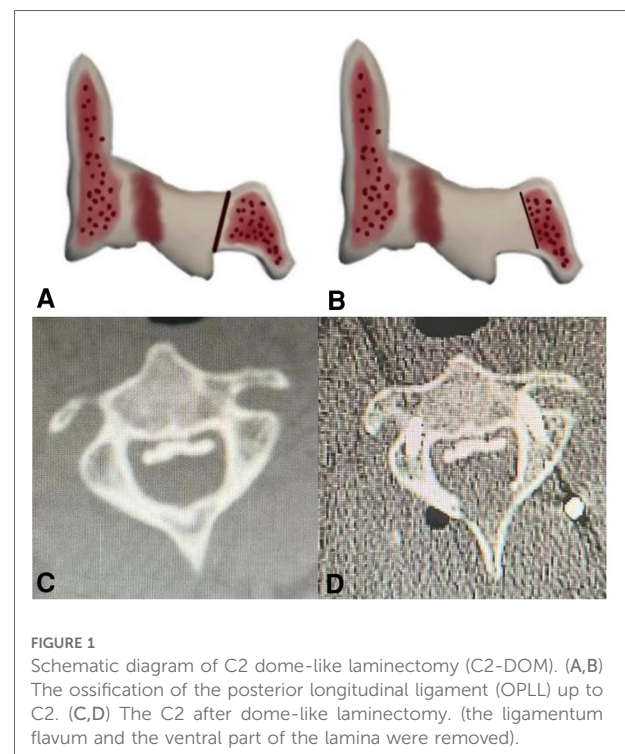 A
B
C
D
FIGURE 1
Schematic diagram of C2 dome-like laminectomy (C2-DOM). (A,B)
The ossification of the posterior longitudinal ligament (OPLL) up to
C2. (C,D) The C2 after dome-like laminectomy. (the ligamentum
flavum and the ventral part of the lamina were removed).